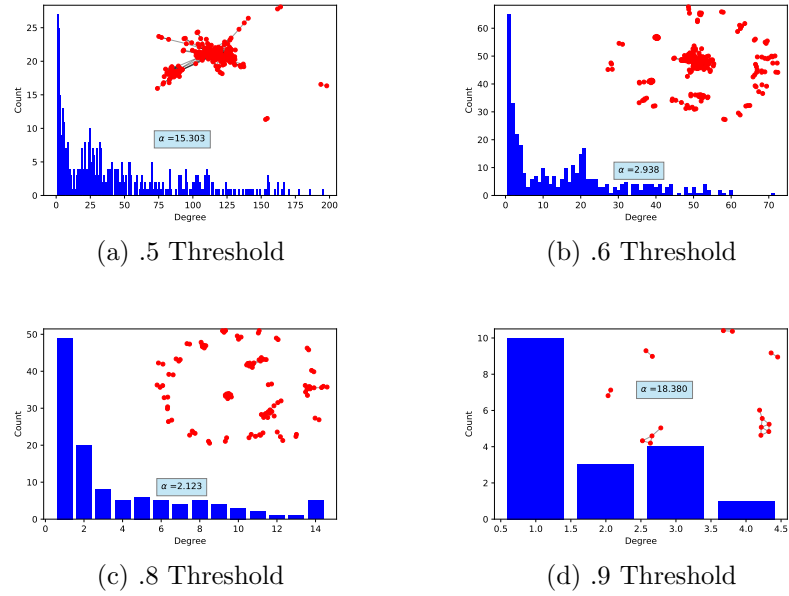 25
20
15
10
5
0
Count
α =15.303
0 25 50 75 100 125 150 175 200
Degree
(a) .5 Threshold
60
50
40
30
20
10
0
Count
α =2.938
0 10 20 30 40 50 60 70
Degree
(b) .6 Threshold
50
40
30
20
10
0
Count
α =2.123
0 2 4 6 8 10 12 14
Degree
(c) .8 Threshold
10
8
6
4
2
0
Count
α =18.380
0.5 1.0 1.5 2.0 2.5 3.0 3.5 4.0 4.5
Degree
(d) .9 Threshold